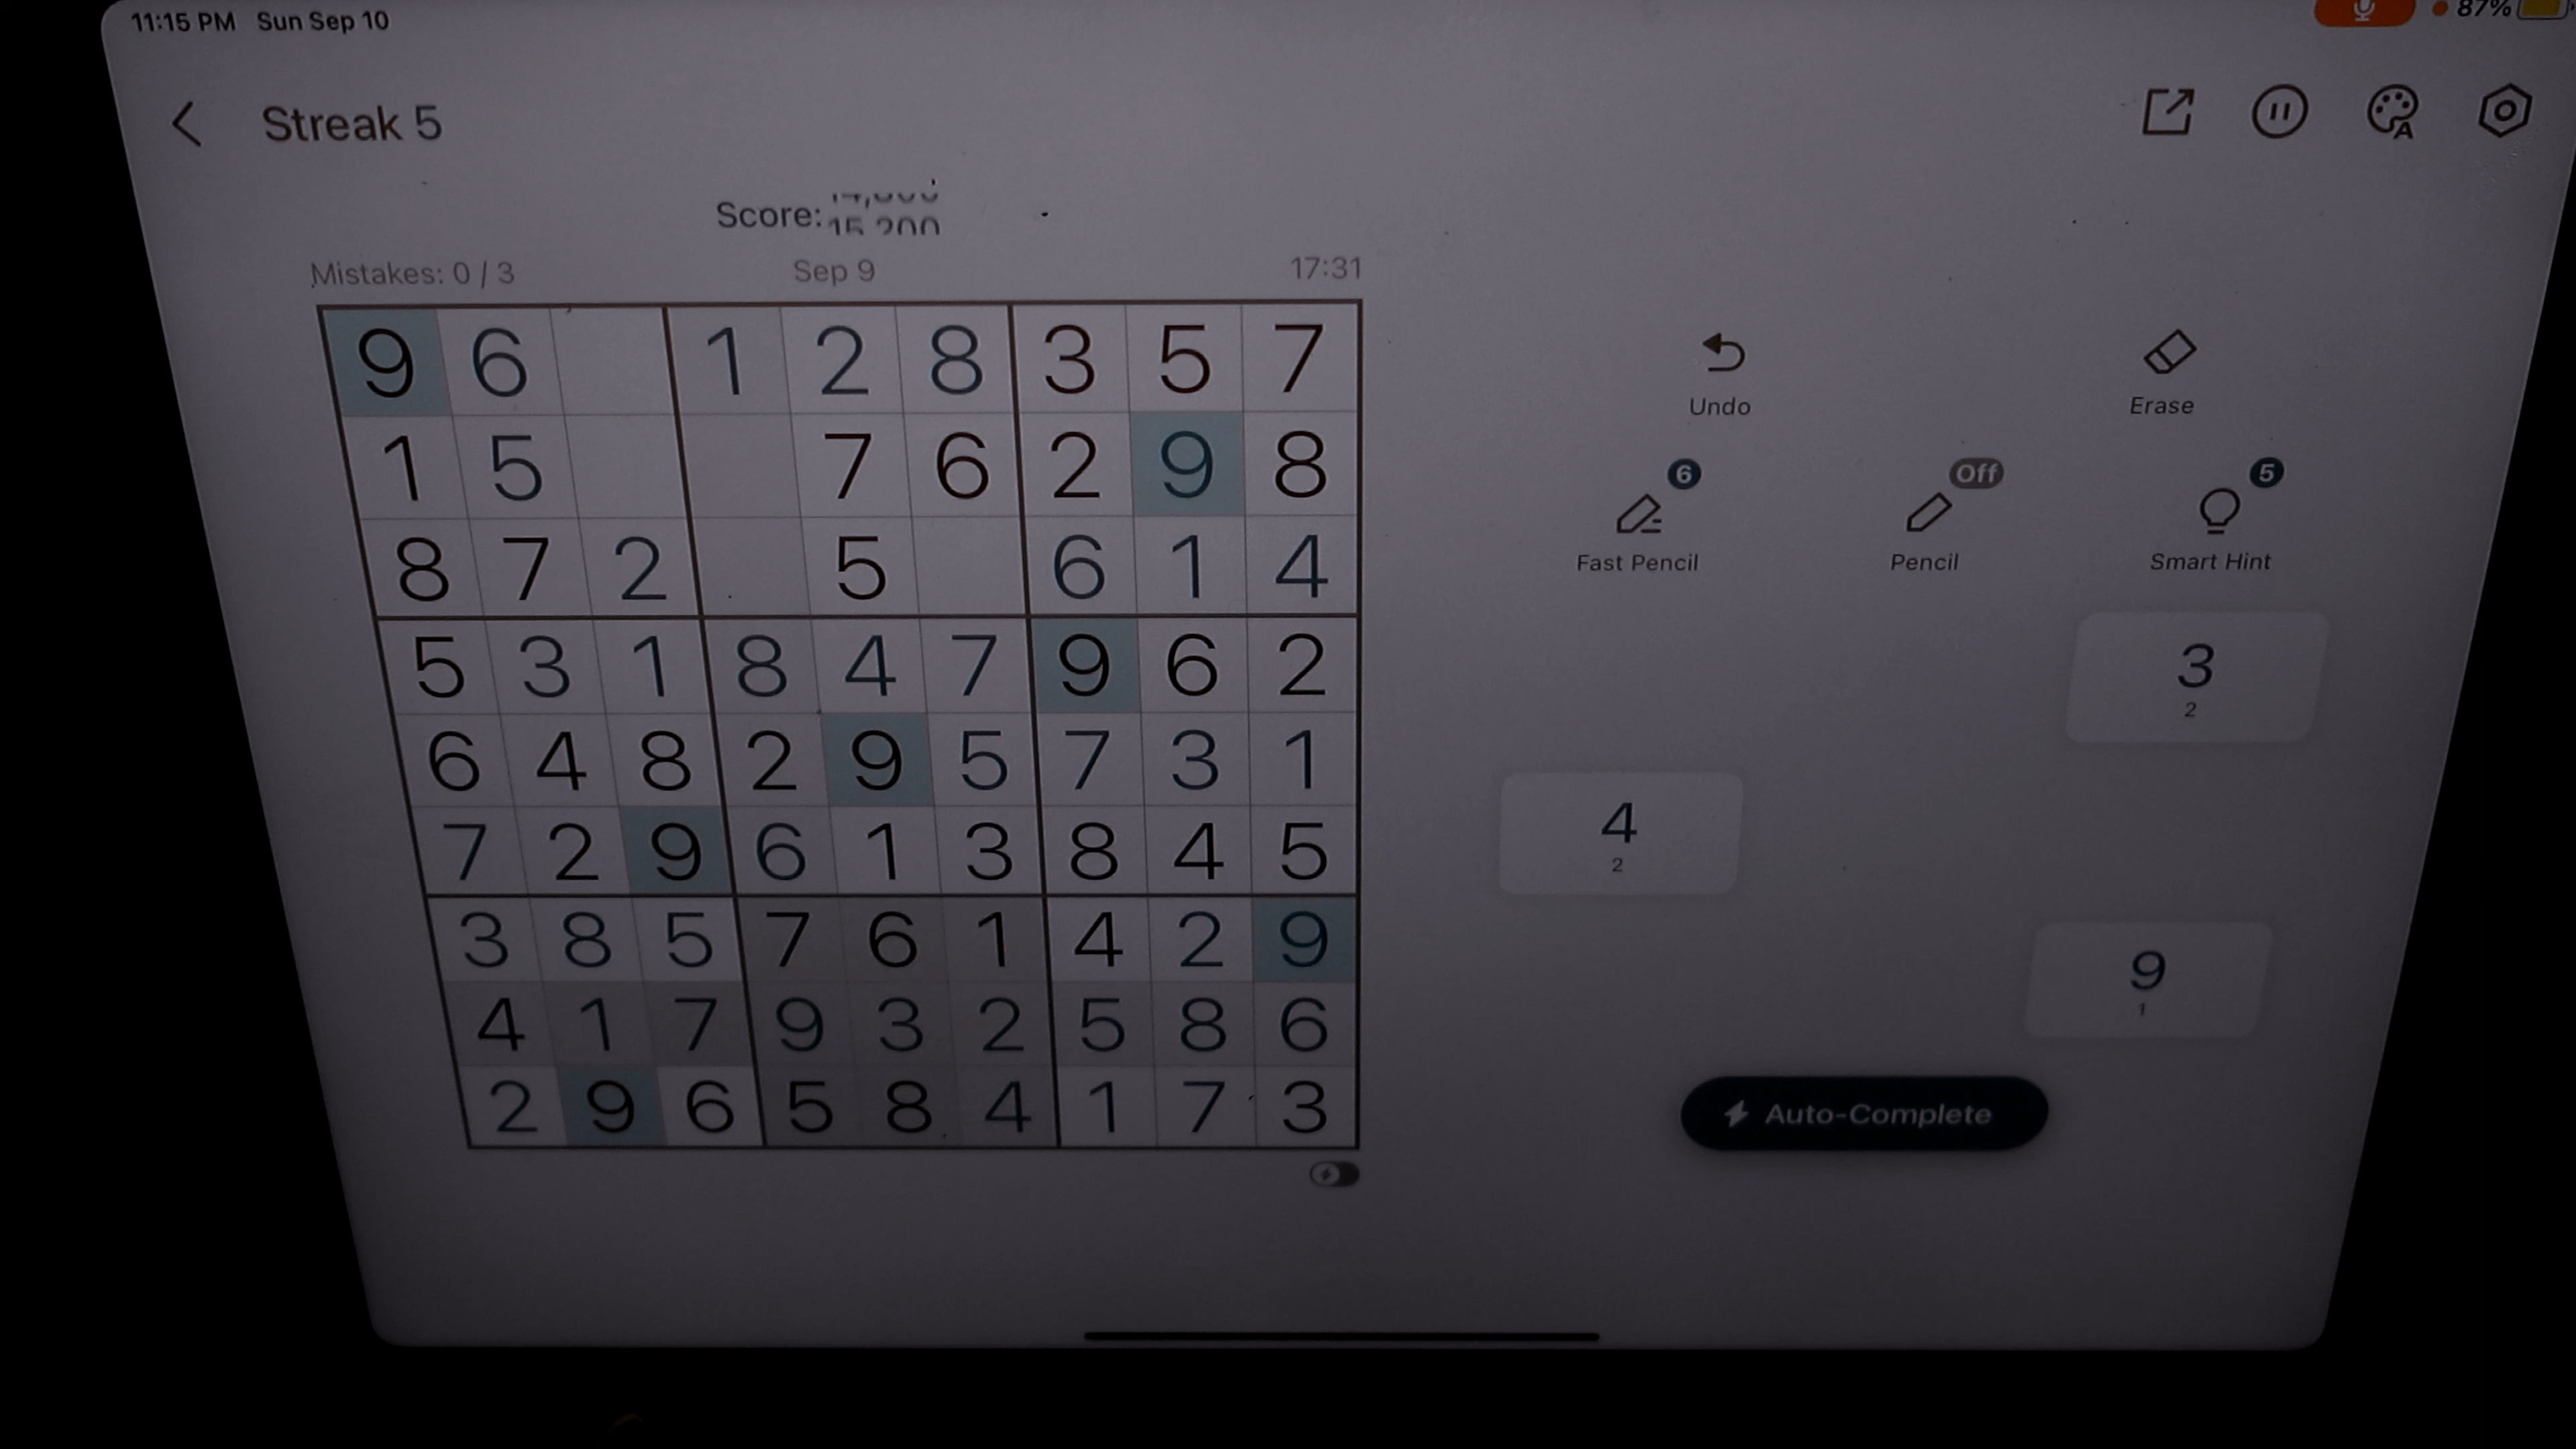 11:15 PM Sun Sep 10
87%
Streak 5
Score:
15,200
Mistakes: 0 / 3
Sep 9
17:31
9 6 1 2 8 3 5 7
1 5 7 6 2 9 8
8 7 2 5 6 1 4
5 3 1 8 4 7 9 6 2
6 4 8 2 9 5 7 3 1
7 2 9 6 1 3 8 4 5
3 8 5 7 6 1 4 2 9
4 1 7 9 3 2 5 8 6
2 9 6 5 8 4 1 7 3
Undo
Erase
6
Fast Pencil
Off
Pencil
5
Smart Hint
3
2
4
2
9
1
Auto-Complete